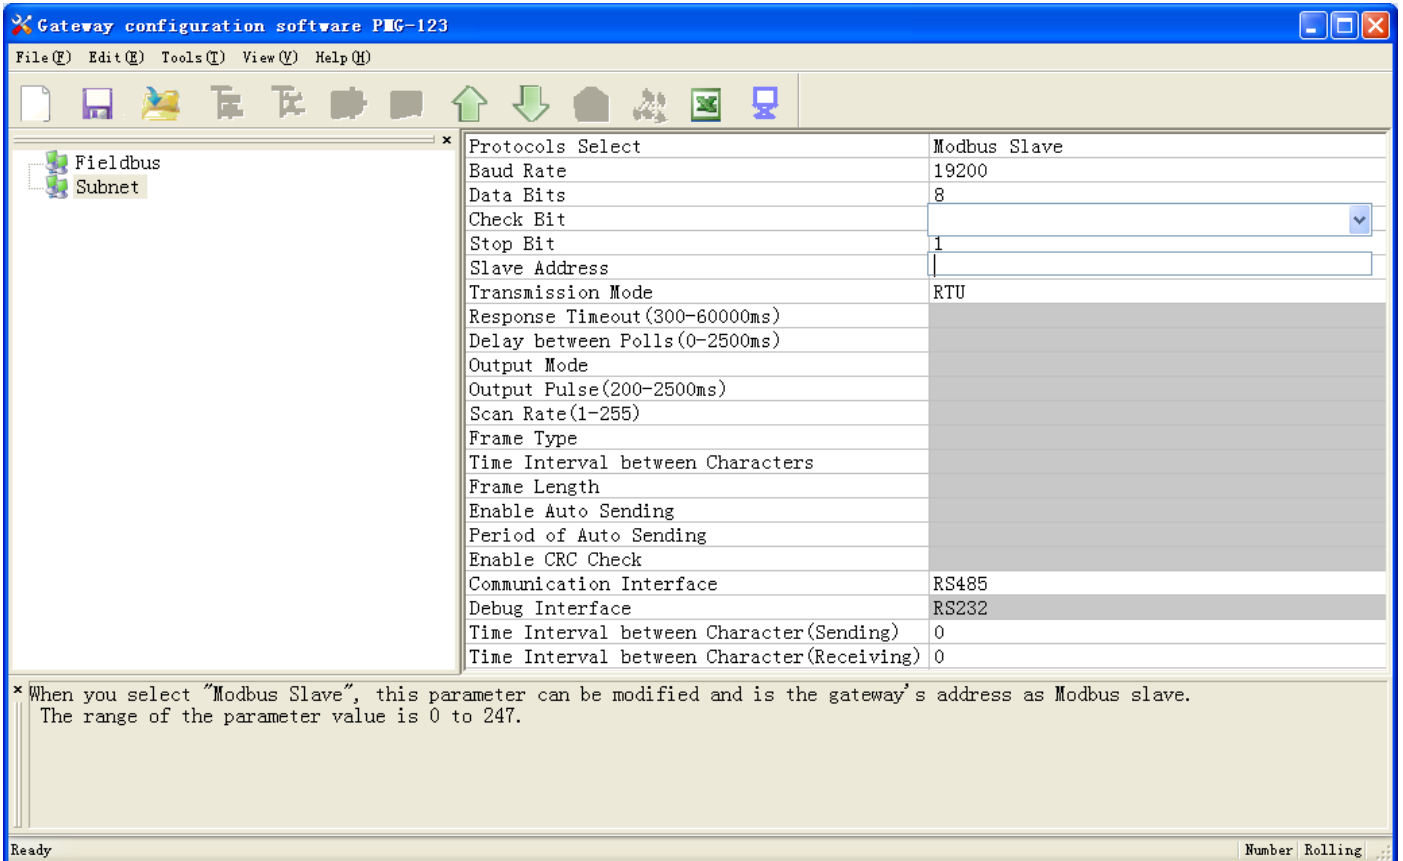 Gateway configuration software PMG-123
File(F) Edit(E) Tools(T) View(V) Help(H)
Fieldbus
Subnet
Protocols Select Modbus Slave
Baud Rate 19200
Data Bits 8
Check Bit
Stop Bit 1
Slave Address
Transmission Mode RTU
Response Timeout(300-60000ms)
Delay between Polls(0-2500ms)
Output Mode
Output Pulse(200-2500ms)
Scan Rate(1-255)
Frame Type
Time Interval between Characters
Frame Length
Enable Auto Sending
Period of Auto Sending
Enable CRC Check
Communication Interface RS485
Debug Interface RS232
Time Interval between Character(Sending) 0
Time Interval between Character(Receiving) 0
When you select "Modbus Slave", this parameter can be modified and is the gateway's address as Modbus slave.
The range of the parameter value is 0 to 247.
Ready Number Rolling